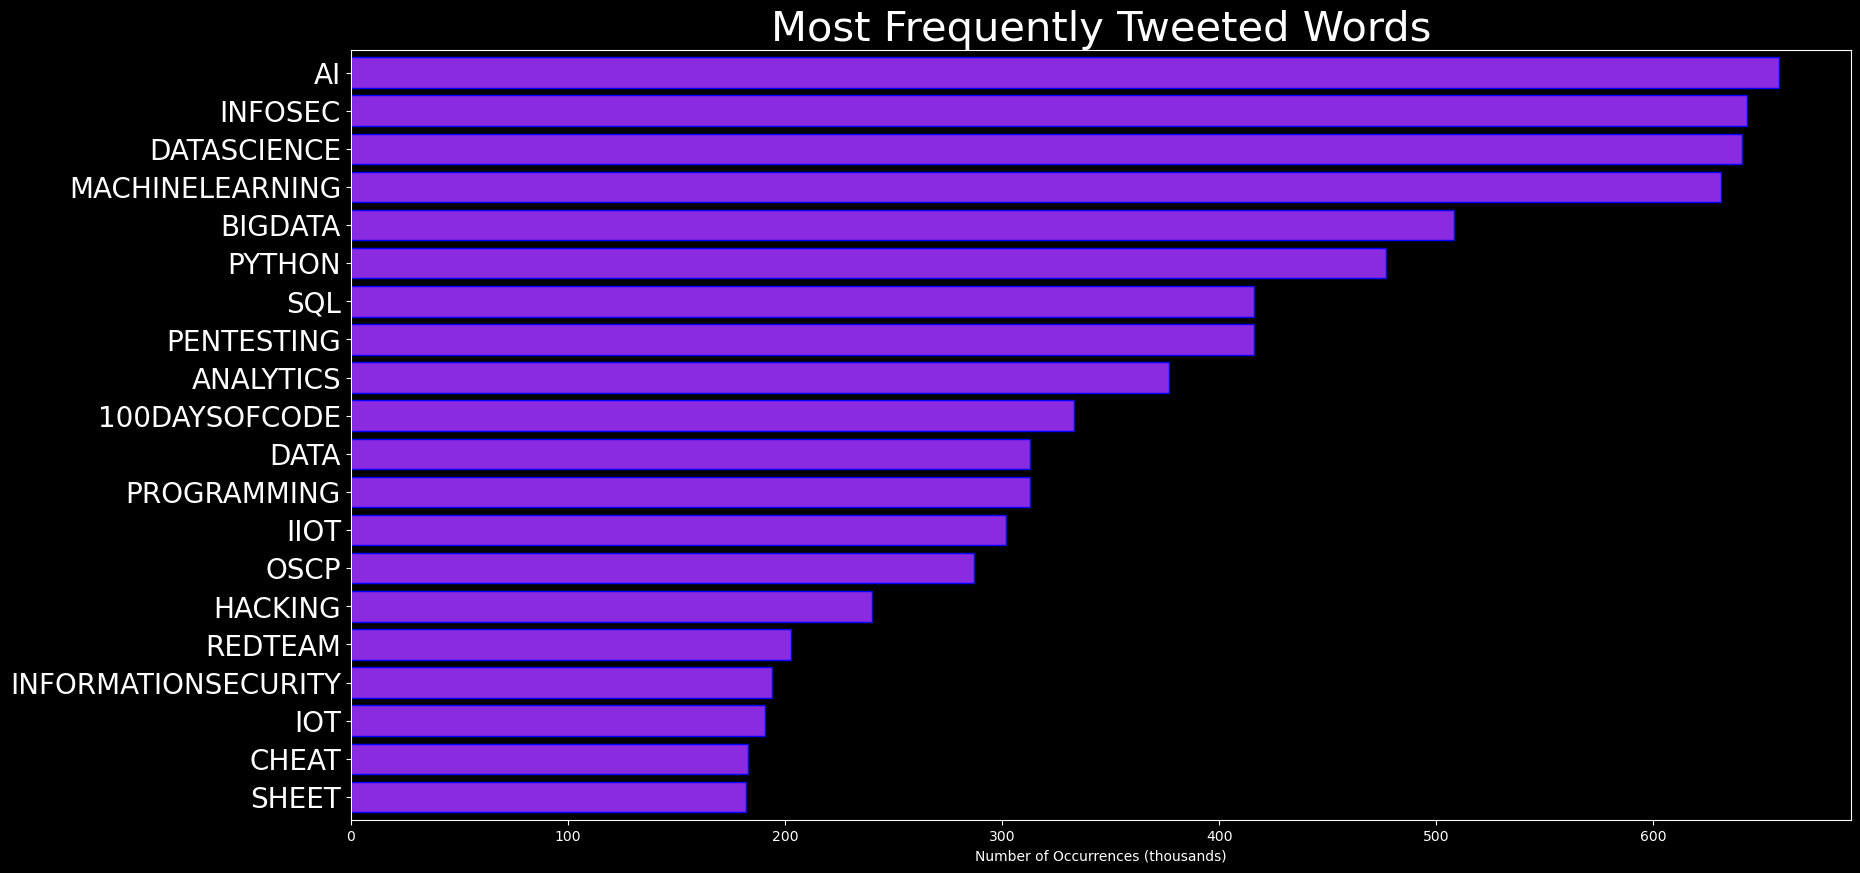 Most Frequently Tweeted Words
AI
INFOSEC
DATASCIENCE
MACHINELEARNING
BIGDATA
PYTHON
SQL
PENTESTING
ANALYTICS
100DAYSOFCODE
DATA
PROGRAMMING
IIOT
OSCP
HACKING
REDTEAM
INFORMATIONSECURITY
IOT
CHEAT
SHEET
0 100 200 300 400 500 600
Number of Occurrences (thousands)